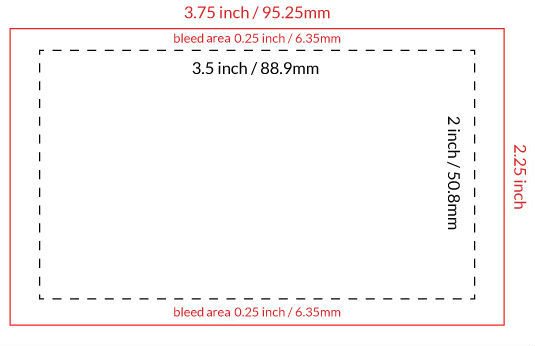 3.75 inch / 95.25mm
bleed area 0.25 inch / 6.35mm
3.5 inch / 88.9mm
2 inch / 50.8mm
2.25 inch
bleed area 0.25 inch / 6.35mm